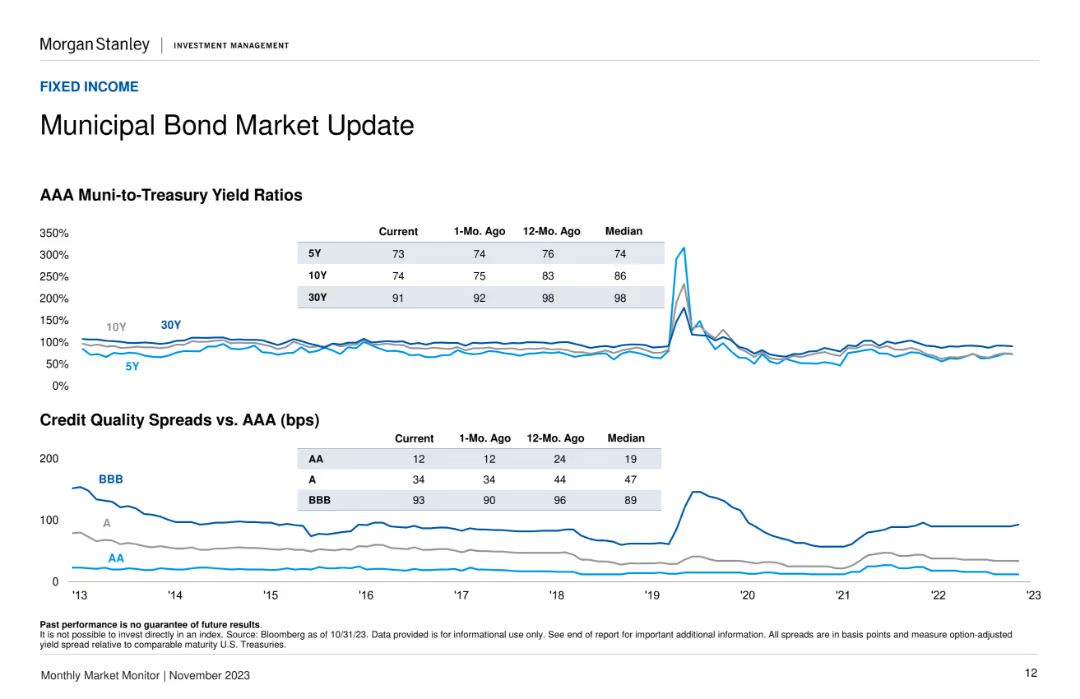 Morgan Stanley | INVESTMENT MANAGEMENT
FIXED INCOME
Municipal Bond Market Update
AAA Muni-to-Treasury Yield Ratios
Current 1-Mo. Ago 12-Mo. Ago Median
5Y 73 74 76 74
10Y 74 75 83 86
30Y 91 92 98 98
350%
300%
250%
200%
150%
100%
50%
0%
10Y
30Y
5Y
Credit Quality Spreads vs. AAA (bps)
Current 1-Mo. Ago 12-Mo. Ago Median
AA 12 12 24 19
A 34 34 44 47
BBB 93 90 96 89
200
100
0
BBB
A
AA
'13 '14 '15 '16 '17 '18 '19 '20 '21 '22 '23
Past performance is no guarantee of future results.
It is not possible to invest directly in an index. Source: Bloomberg as of 10/31/23. Data provided is for informational use only. See end of report for important additional information. All spreads are in basis points and measure option-adjusted
yield spread relative to comparable maturity U.S. Treasuries.
Monthly Market Monitor | November 2023
12